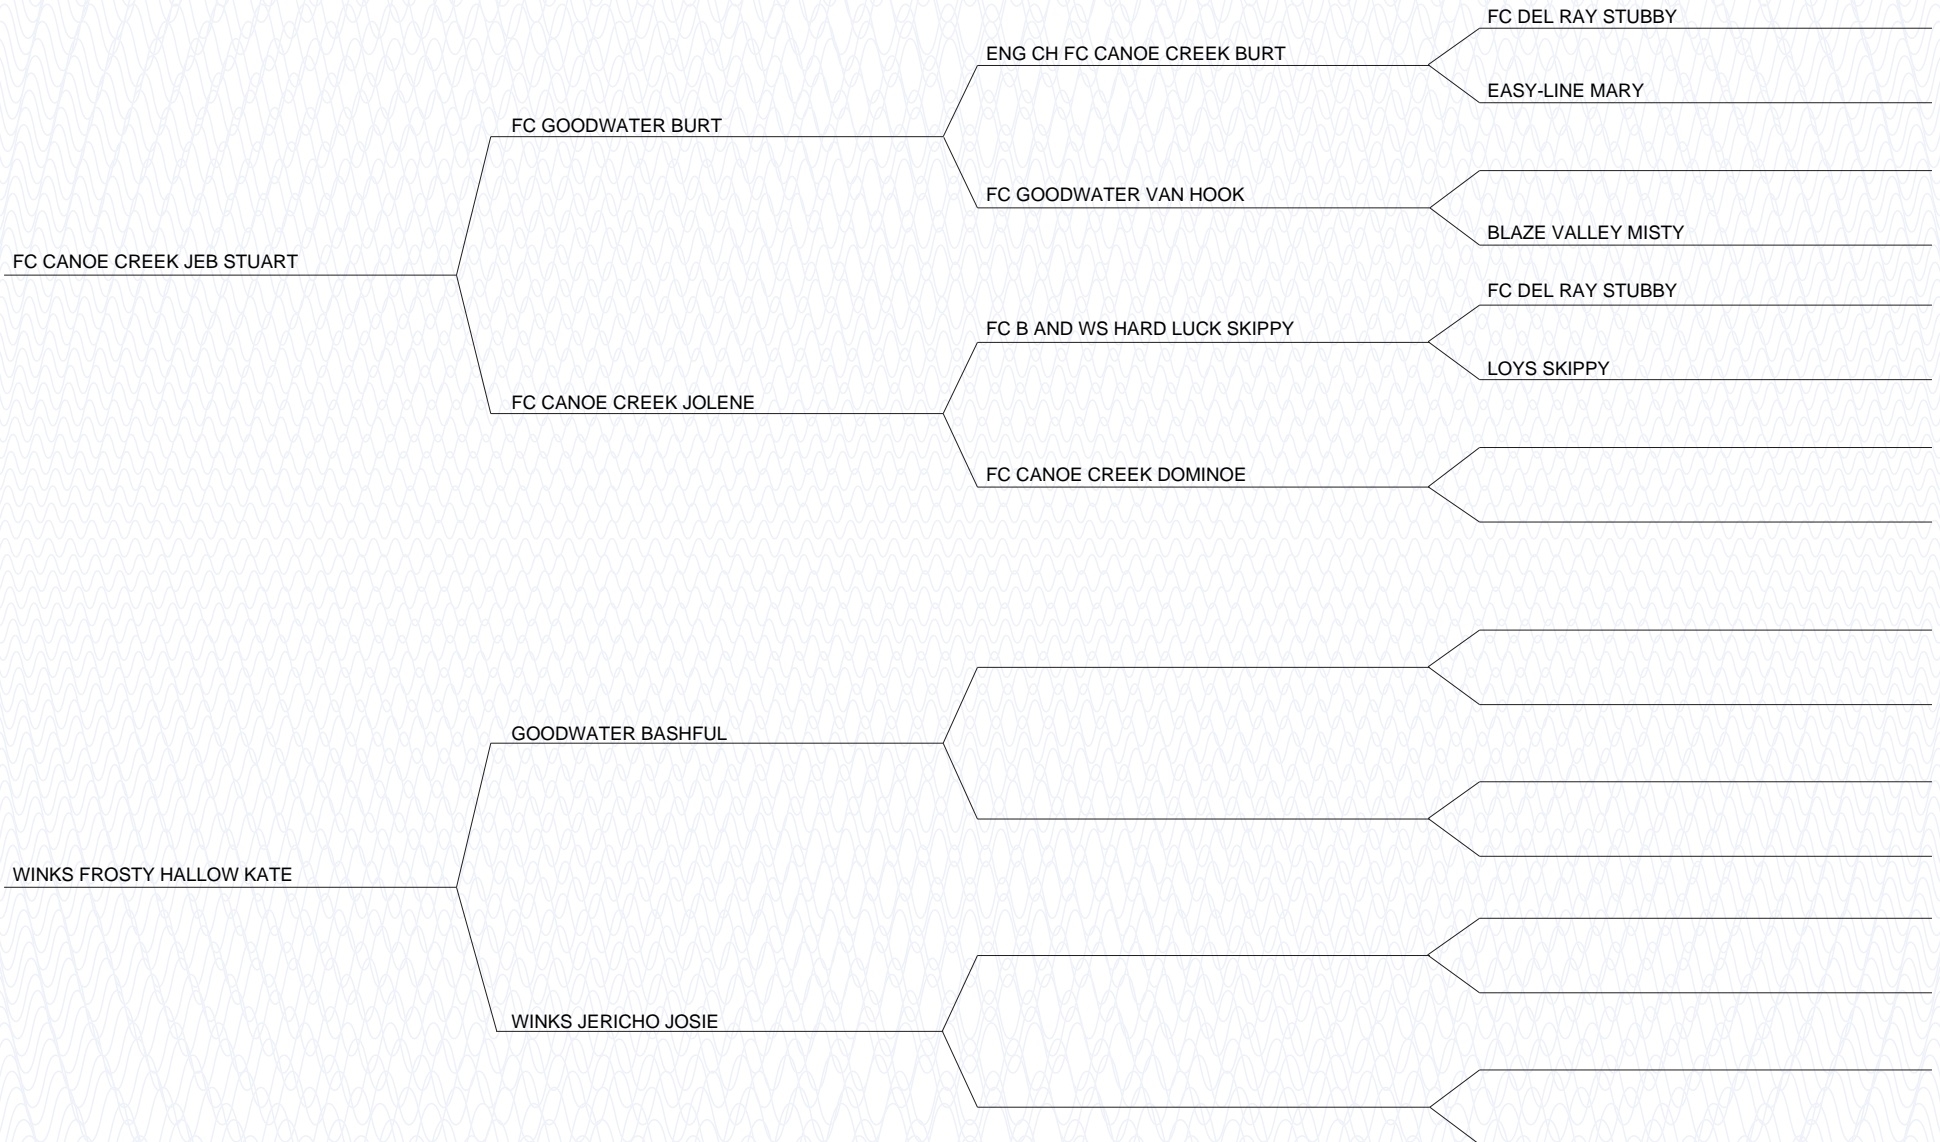 FC DEL RAY STUBBY
ENG CH FC CANOE CREEK BURT
EASY-LINE MARY
FC GOODWATER BURT
FC GOODWATER VAN HOOK
BLAZE VALLEY MISTY
FC CANOE CREEK JEB STUART
FC DEL RAY STUBBY
FC B AND WS HARD LUCK SKIPPY
LOYS SKIPPY
FC CANOE CREEK JOLENE
FC CANOE CREEK DOMINOE
GOODWATER BASHFUL
WINKS FROSTY HALLOW KATE
WINKS JERICHO JOSIE